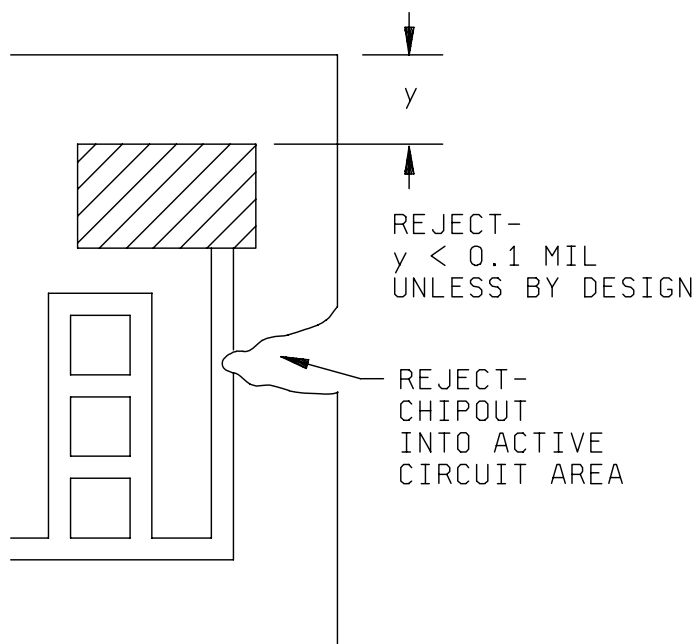 y
REJECT-
y < 0.1 MIL
UNLESS BY DESIGN
REJECT-
CHIPOUT
INTO ACTIVE
CIRCUIT AREA